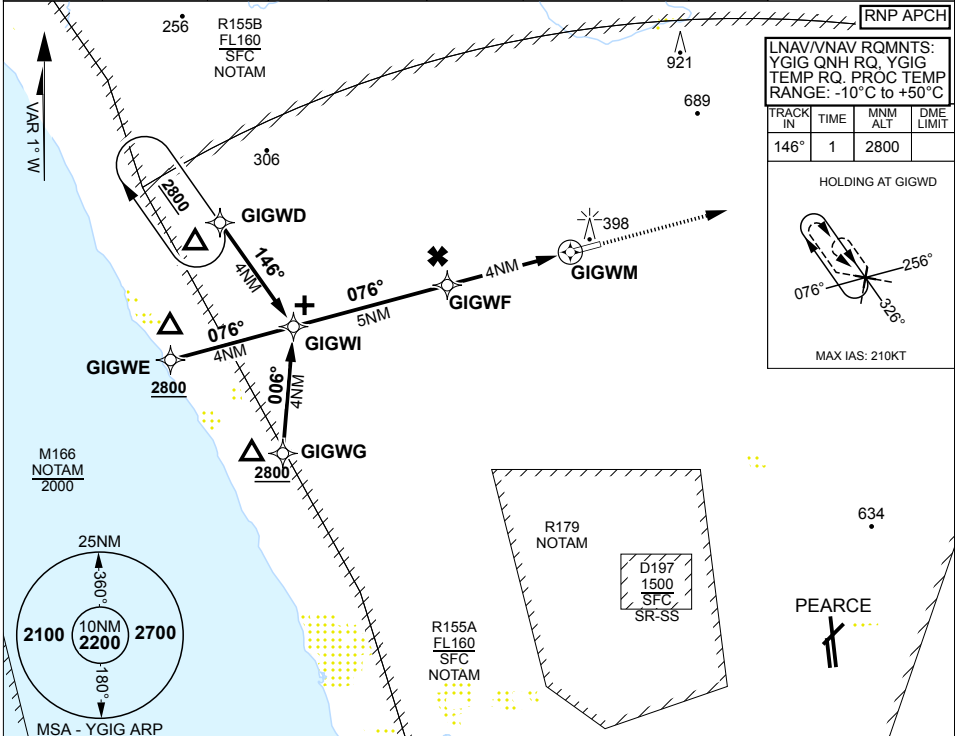 RNP APCH
256
R155B
FL160
SFC
NOTAM
921
LNAV/VNAV RQMNTS:
YGIG QNH RQ, YGIG
TEMP RQ. PROC TEMP
RANGE: -10°C to +50°C
VAR 1° W
689
TRACK IN TIME MNM ALT DME LIMIT
146° 1 2800
306
HOLDING AT GIGWD
076°
256°
326°
MAX IAS: 210KT
2800
GIGWD
398
146°
4NM
GIGWM
4NM
GIGWF
076°
5NM
GIGWI
076°
4NM
GIGWE
2800
006°
4NM
GIGWG
2800
M166
NOTAM
2000
R179
NOTAM
634
D197
1500
SFC
SR-SS
PEARCE
25NM
360°
2100
10NM
2200
2700
180°
MSA - YGIG ARP
R155A
FL160
SFC
NOTAM